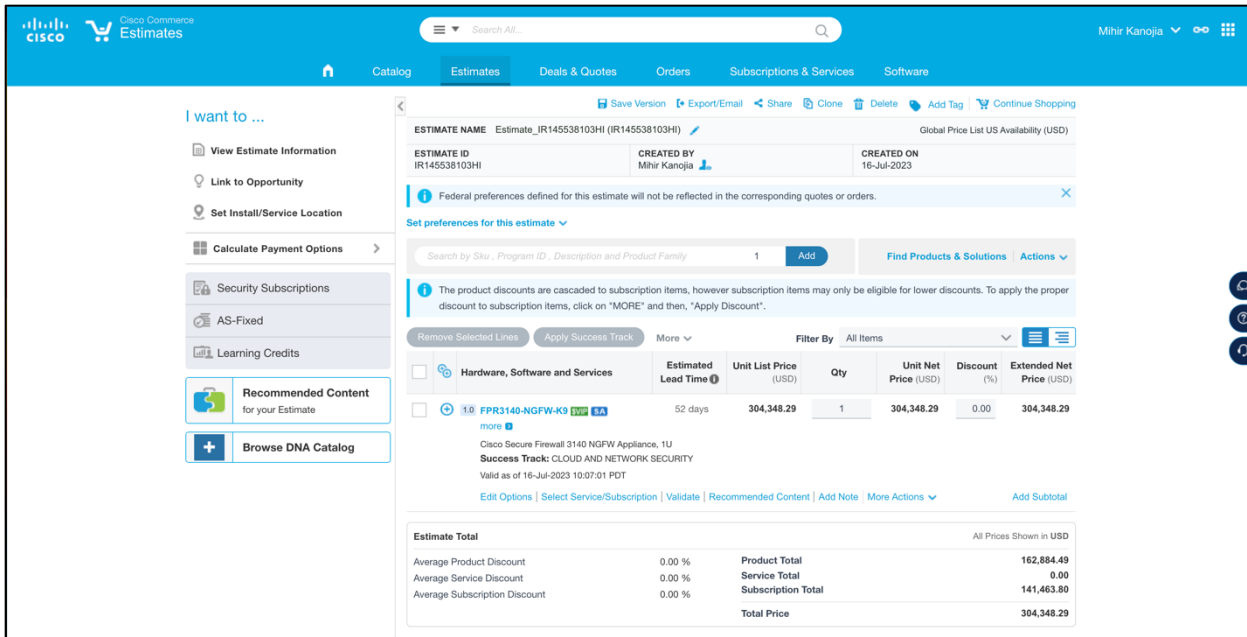 CISCO
Cisco Commerce
Estimates
Search All...
Mihir Kanojia
Catalog
Estimates
Deals & Quotes
Orders
Subscriptions & Services
Software
I want to ...
View Estimate Information
Link to Opportunity
Set Install/Service Location
Calculate Payment Options
Security Subscriptions
AS-Fixed
Learning Credits
Recommended Content
for your Estimate
Browse DNA Catalog
Save Version Export/Email Share Clone Delete Add Tag Continue Shopping
ESTIMATE NAME Estimate_IR145538103HI (IR145538103HI)
Global Price List US Availability (USD)
ESTIMATE ID
IR145538103HI
CREATED BY
Mihir Kanojia
CREATED ON
16-Jul-2023
Federal preferences defined for this estimate will not be reflected in the corresponding quotes or orders.
Set preferences for this estimate
Search by Sku , Program ID , Description and Product Family
1
Add
Find Products & Solutions
Actions
The product discounts are cascaded to subscription items, however subscription items may only be eligible for lower discounts. To apply the proper
discount to subscription items, click on "MORE" and then, "Apply Discount".
Remove Selected Lines
Apply Success Track
More
Filter By All Items
Hardware, Software and Services
Estimated
Lead Time
Unit List Price
(USD)
Qty
Unit Net
Price (USD)
Discount
(%)
Extended Net
Price (USD)
1.0 FPR3140-NGFW-K9 $VIP SA
more
52 days
304,348.29
1
304,348.29
0.00
304,348.29
Cisco Secure Firewall 3140 NGFW Appliance, 1U
Success Track: CLOUD AND NETWORK SECURITY
Valid as of 16-Jul-2023 10:07:01 PDT
Edit Options | Select Service/Subscription | Validate | Recommended Content | Add Note | More Actions
Add Subtotal
Estimate Total
All Prices Shown in USD
Average Product Discount 0.00 %
Average Service Discount 0.00 %
Average Subscription Discount 0.00 %
Product Total 162,884.49
Service Total 0.00
Subscription Total 141,463.80
Total Price 304,348.29